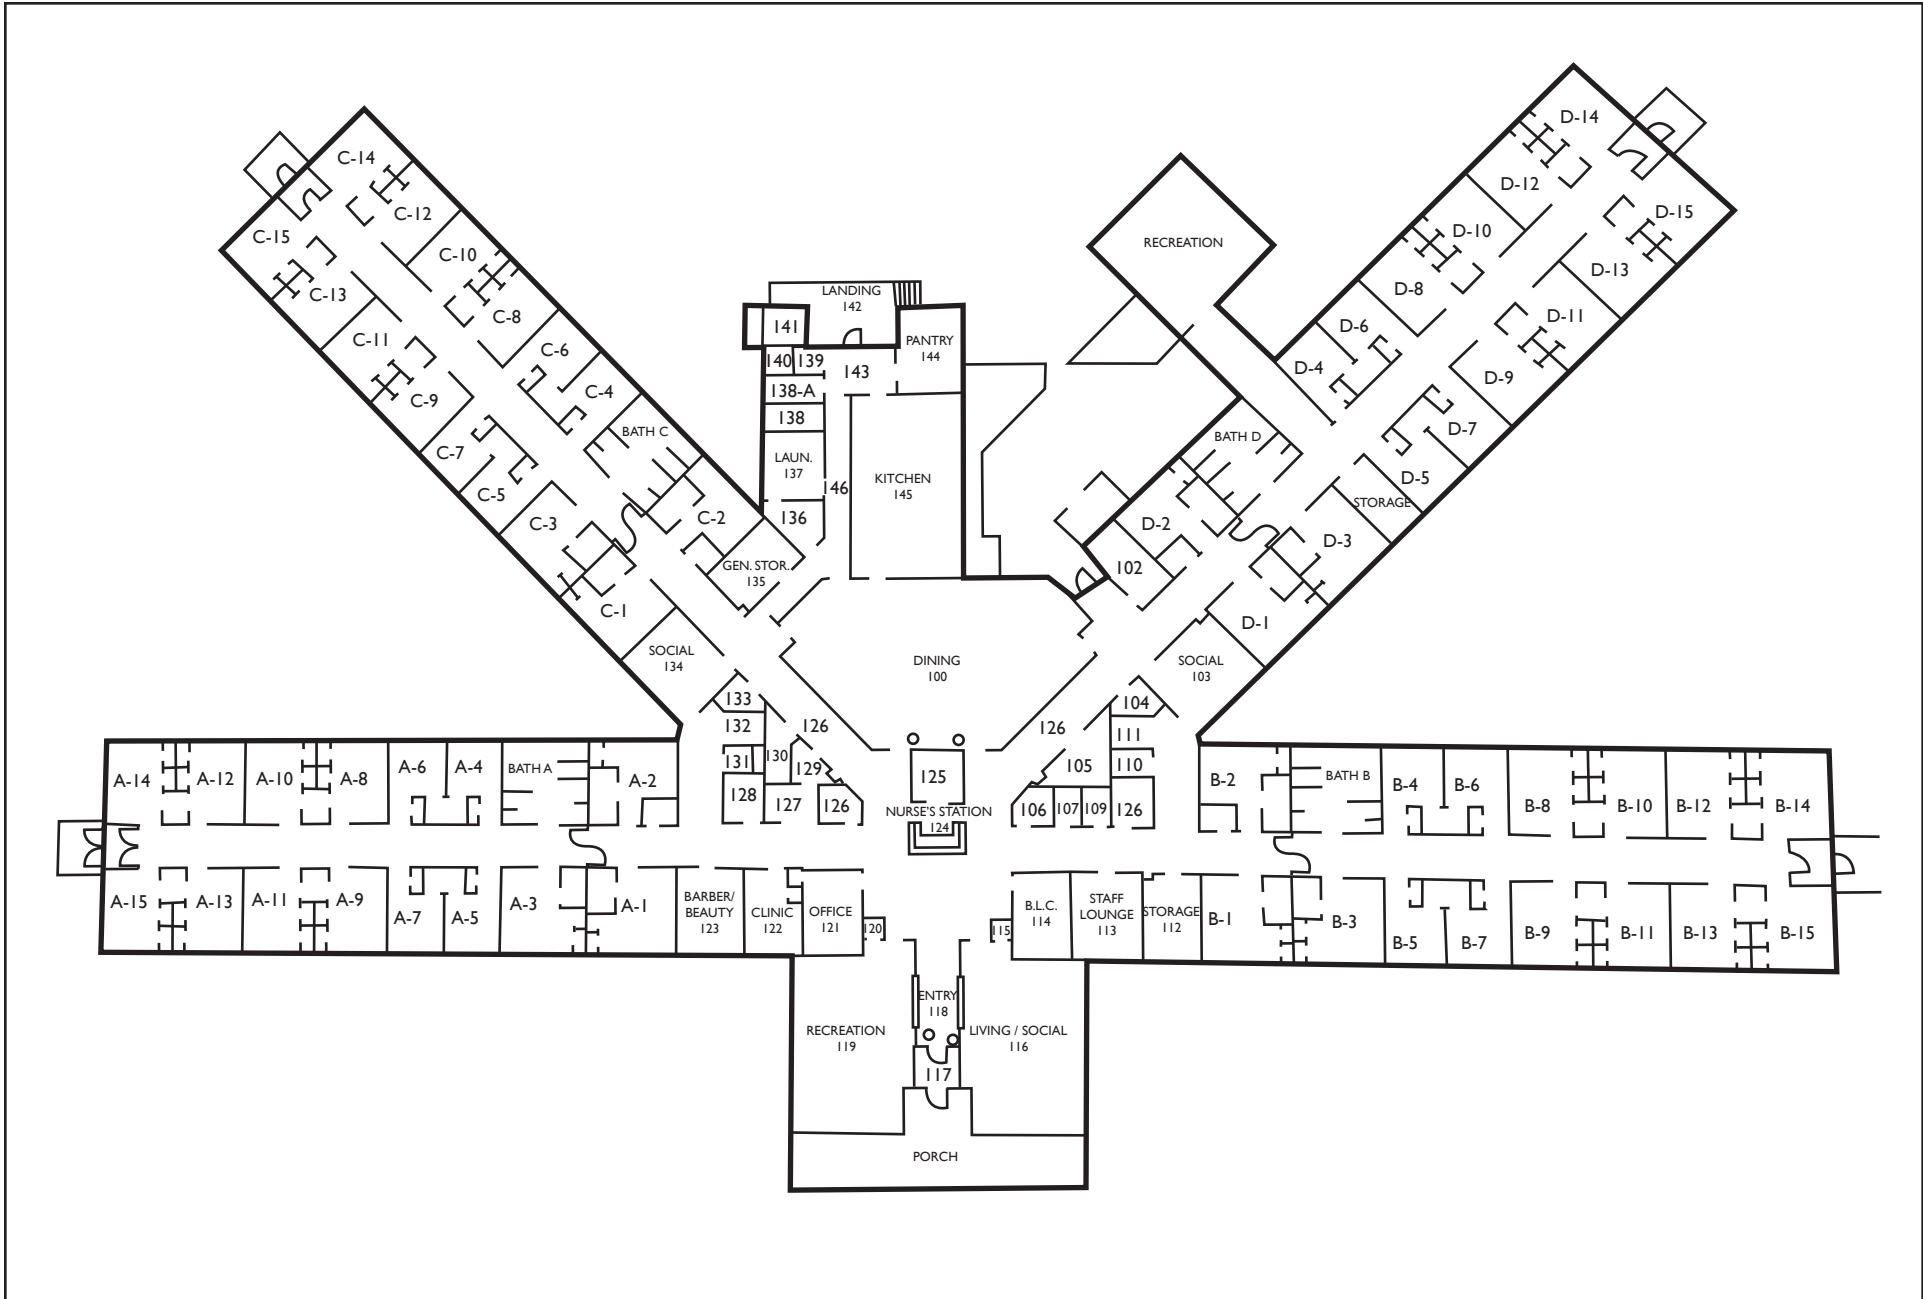 D-14
C-14
D-12
C-12
D-15
C-15
D-10
RECREATION
C-10
D-13
C-13
D-8
LANDING
142
C-8
D-11
D-6
141
C-11
PANTRY
144
C-6
140
139
143
D-4
D-9
C-9
C-4
138-A
138
BATH C
BATH D
D-7
C-7
LAUN.
137
D-5
C-5
146
KITCHEN
145
STORAGE
C-3
C-2
136
D-2
D-3
GEN. STOR.
135
102
C-1
D-1
SOCIAL
134
DINING
100
SOCIAL
103
133
104
132
126
126
111
130
131
129
105
110
125
A-14
A-12
A-10
A-8
A-6
A-4
BATH A
A-2
128
127
126
NURSE'S STATION
124
106
107
109
126
B-2
BATH B
B-4
B-6
B-8
B-10
B-12
B-14
A-15
A-13
A-11
A-9
A-7
A-5
A-3
A-1
BARBER/
BEAUTY
123
CLINIC
122
OFFICE
121
120
115
B.L.C.
114
STAFF
LOUNGE
113
STORAGE
112
B-1
B-3
B-5
B-7
B-9
B-11
B-13
B-15
ENTRY
118
RECREATION
119
LIVING / SOCIAL
116
117
PORCH